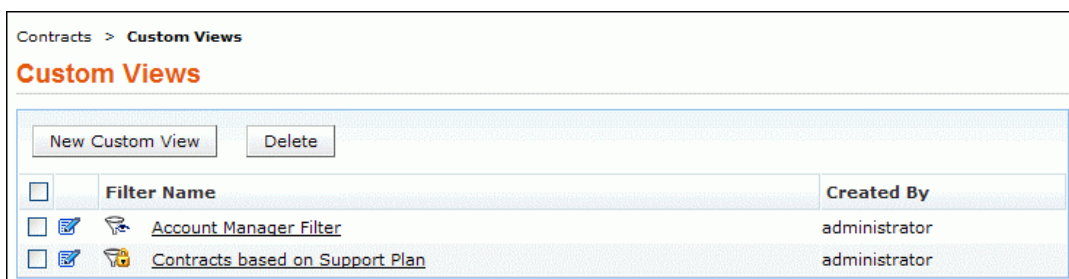 Contracts > Custom Views
Custom Views
New Custom View Delete
Filter Name Created By
Account Manager Filter administrator
Contracts based on Support Plan administrator